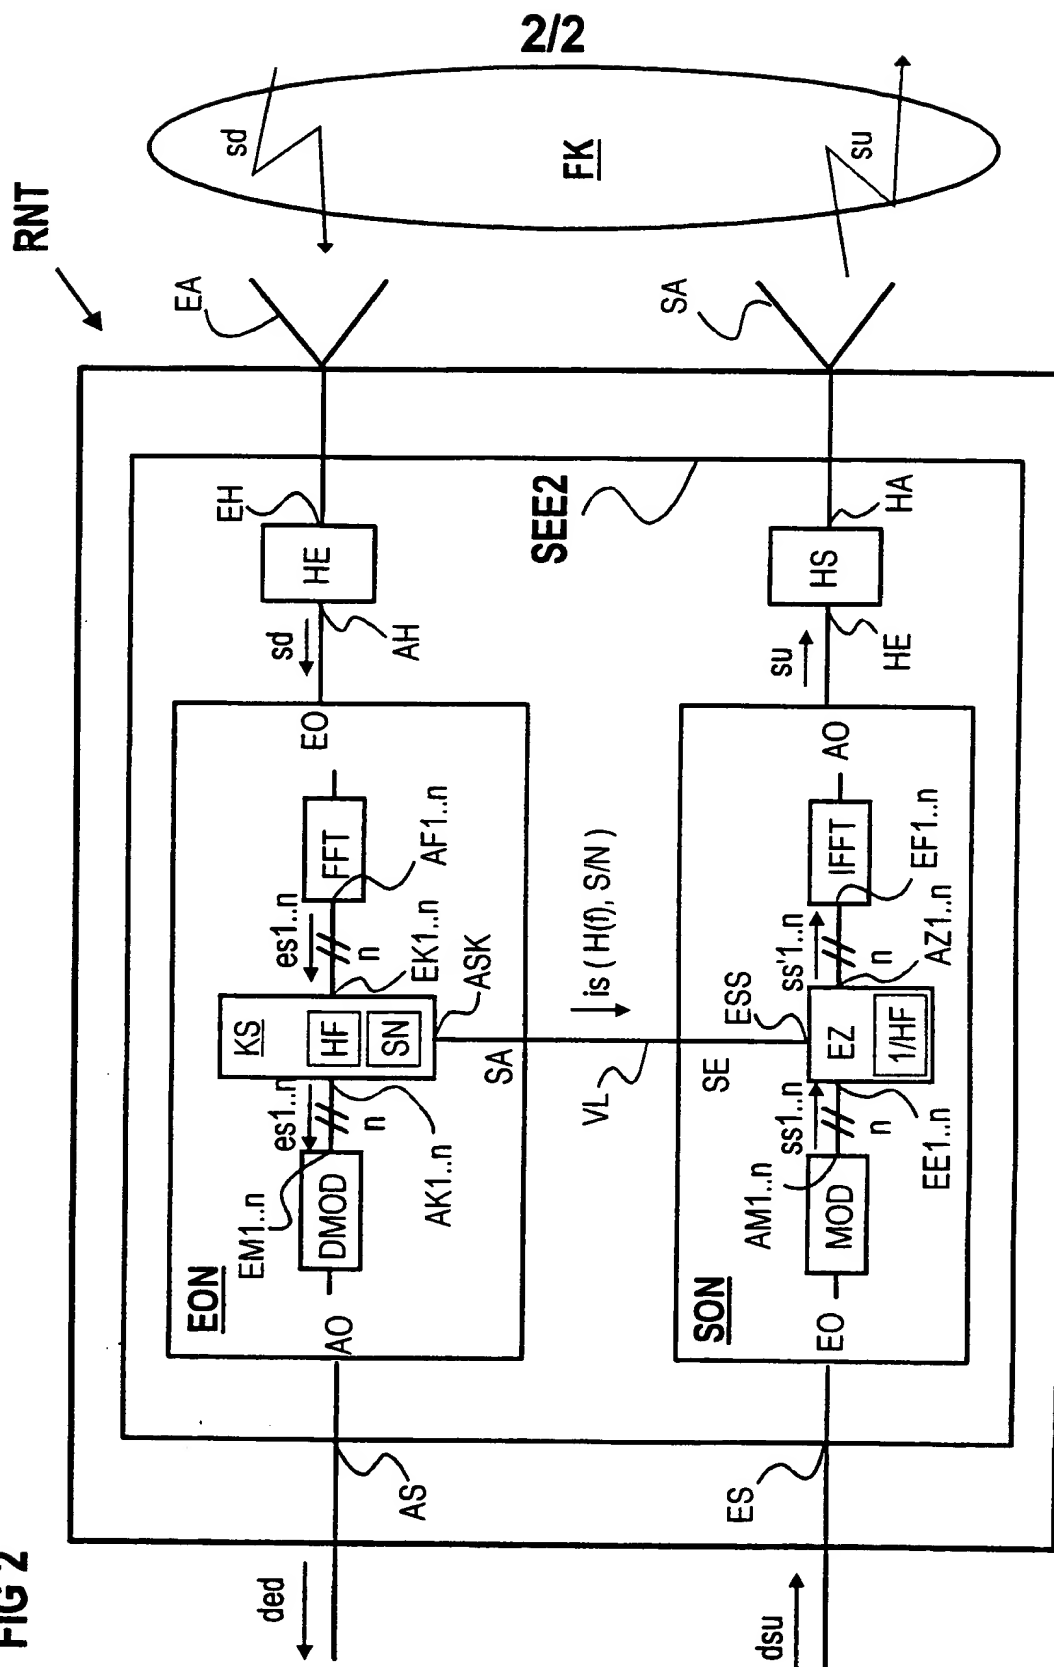 2/2
FIG 2
RNT
FK
sd
su
EA
SA
SEE2
EH
HE
AH
sd
HA
HS
HE
su
EON
EO
FFT
AF1..n
es1..n
n
EK1..n
KS
HF
SN
ASK
SA
es1..n
n
AK1..n
EM1..n
DMOD
AO
is ( H(f), S/N )
VL
SON
SE
ESS
EO
MOD
AM1..n
ss1..n
n
EE1..n
EZ
1/HF
ss'1..n
n
AZ1..n
EF1..n
IFFT
AO
AS
ES
ded
dsu